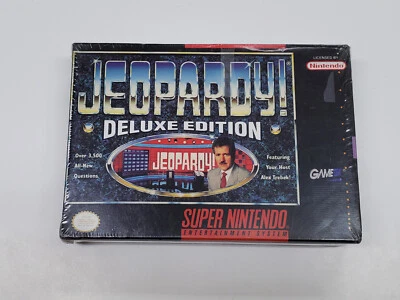 LICENSED BY
Nintendo
JEOPARDY!
DELUXE EDITION
Over 3,500
All-New
Questions.
JEOPARDY!
Featuring
Your Host
Alex Trebek!
GAMETEK
SUPER NINTENDO
ENTERTAINMENT SYSTEM